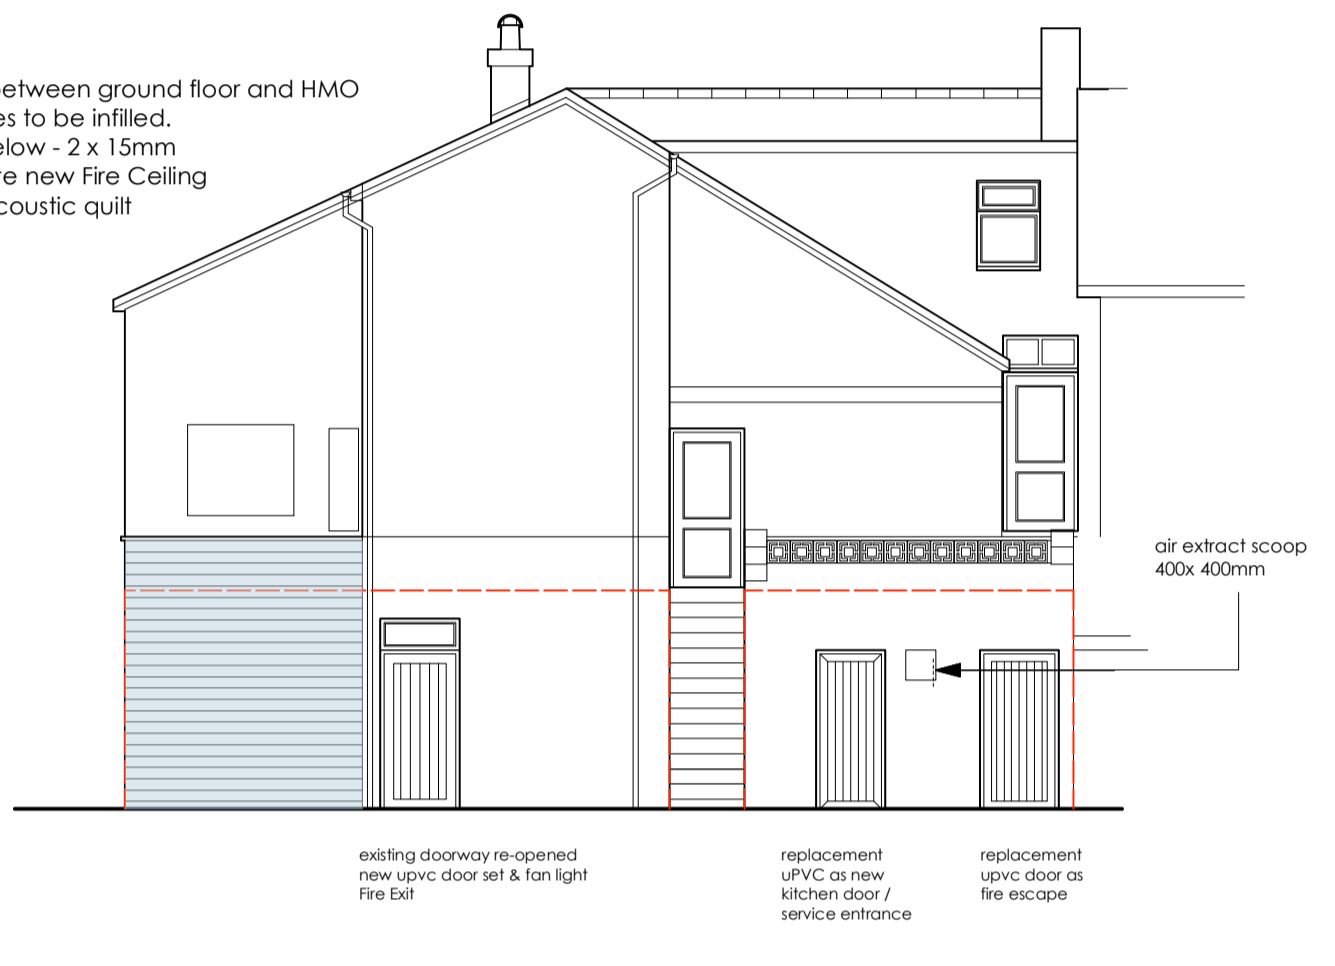 etween ground floor and HMO
es to be infilled.
elow - 2 x 15mm
re new Fire Ceiling
coustic quilt
air extract scoop
400x 400mm
existing doorway re-opened
new upvc door set & fan light
Fire Exit
replacement
uPVC as new
kitchen door /
service entrance
replacement
upvc door as
fire escape